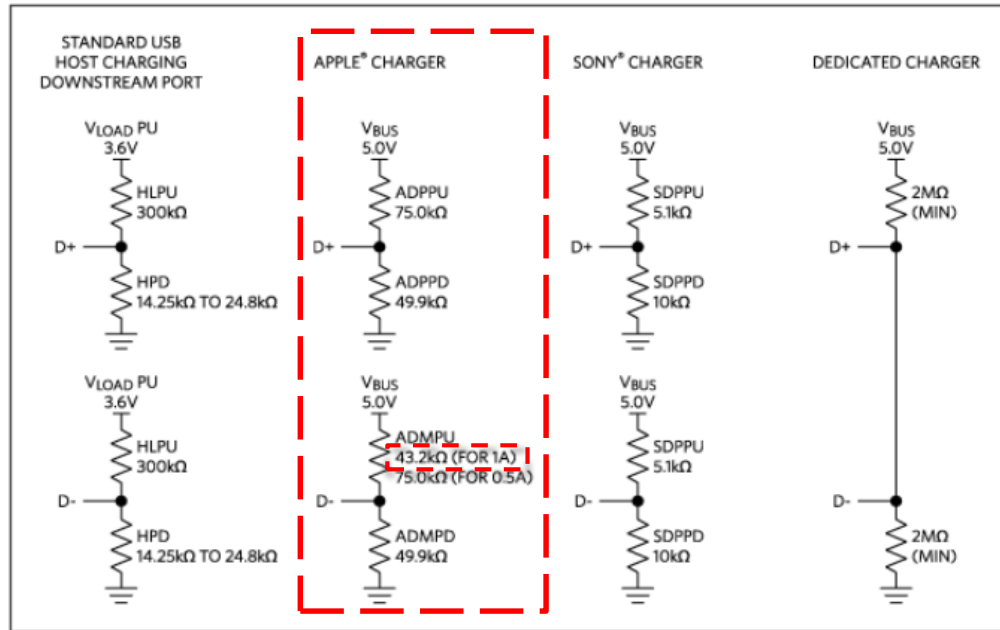 STANDARD USB
HOST CHARGING
DOWNSTREAM PORT
VLOAD PU
3.6V
HLPU
300kΩ
D+
HPD
14.25kΩ TO 24.8kΩ
VLOAD PU
3.6V
HLPU
300kΩ
D-
HPD
14.25kΩ TO 24.8kΩ
APPLE® CHARGER
VBUS
5.0V
ADPPU
75.0kΩ
D+
ADPPD
49.9kΩ
VBUS
5.0V
ADMPU
43.2kΩ (FOR 1A)
75.0kΩ (FOR 0.5A)
D-
ADMPD
49.9kΩ
SONY® CHARGER
VBUS
5.0V
SDPPU
5.1kΩ
D+
SDPPD
10kΩ
VBUS
5.0V
SDPPU
5.1kΩ
D-
SDPPD
10kΩ
DEDICATED CHARGER
VBUS
5.0V
2MΩ
(MIN)
D+
D-
2MΩ
(MIN)